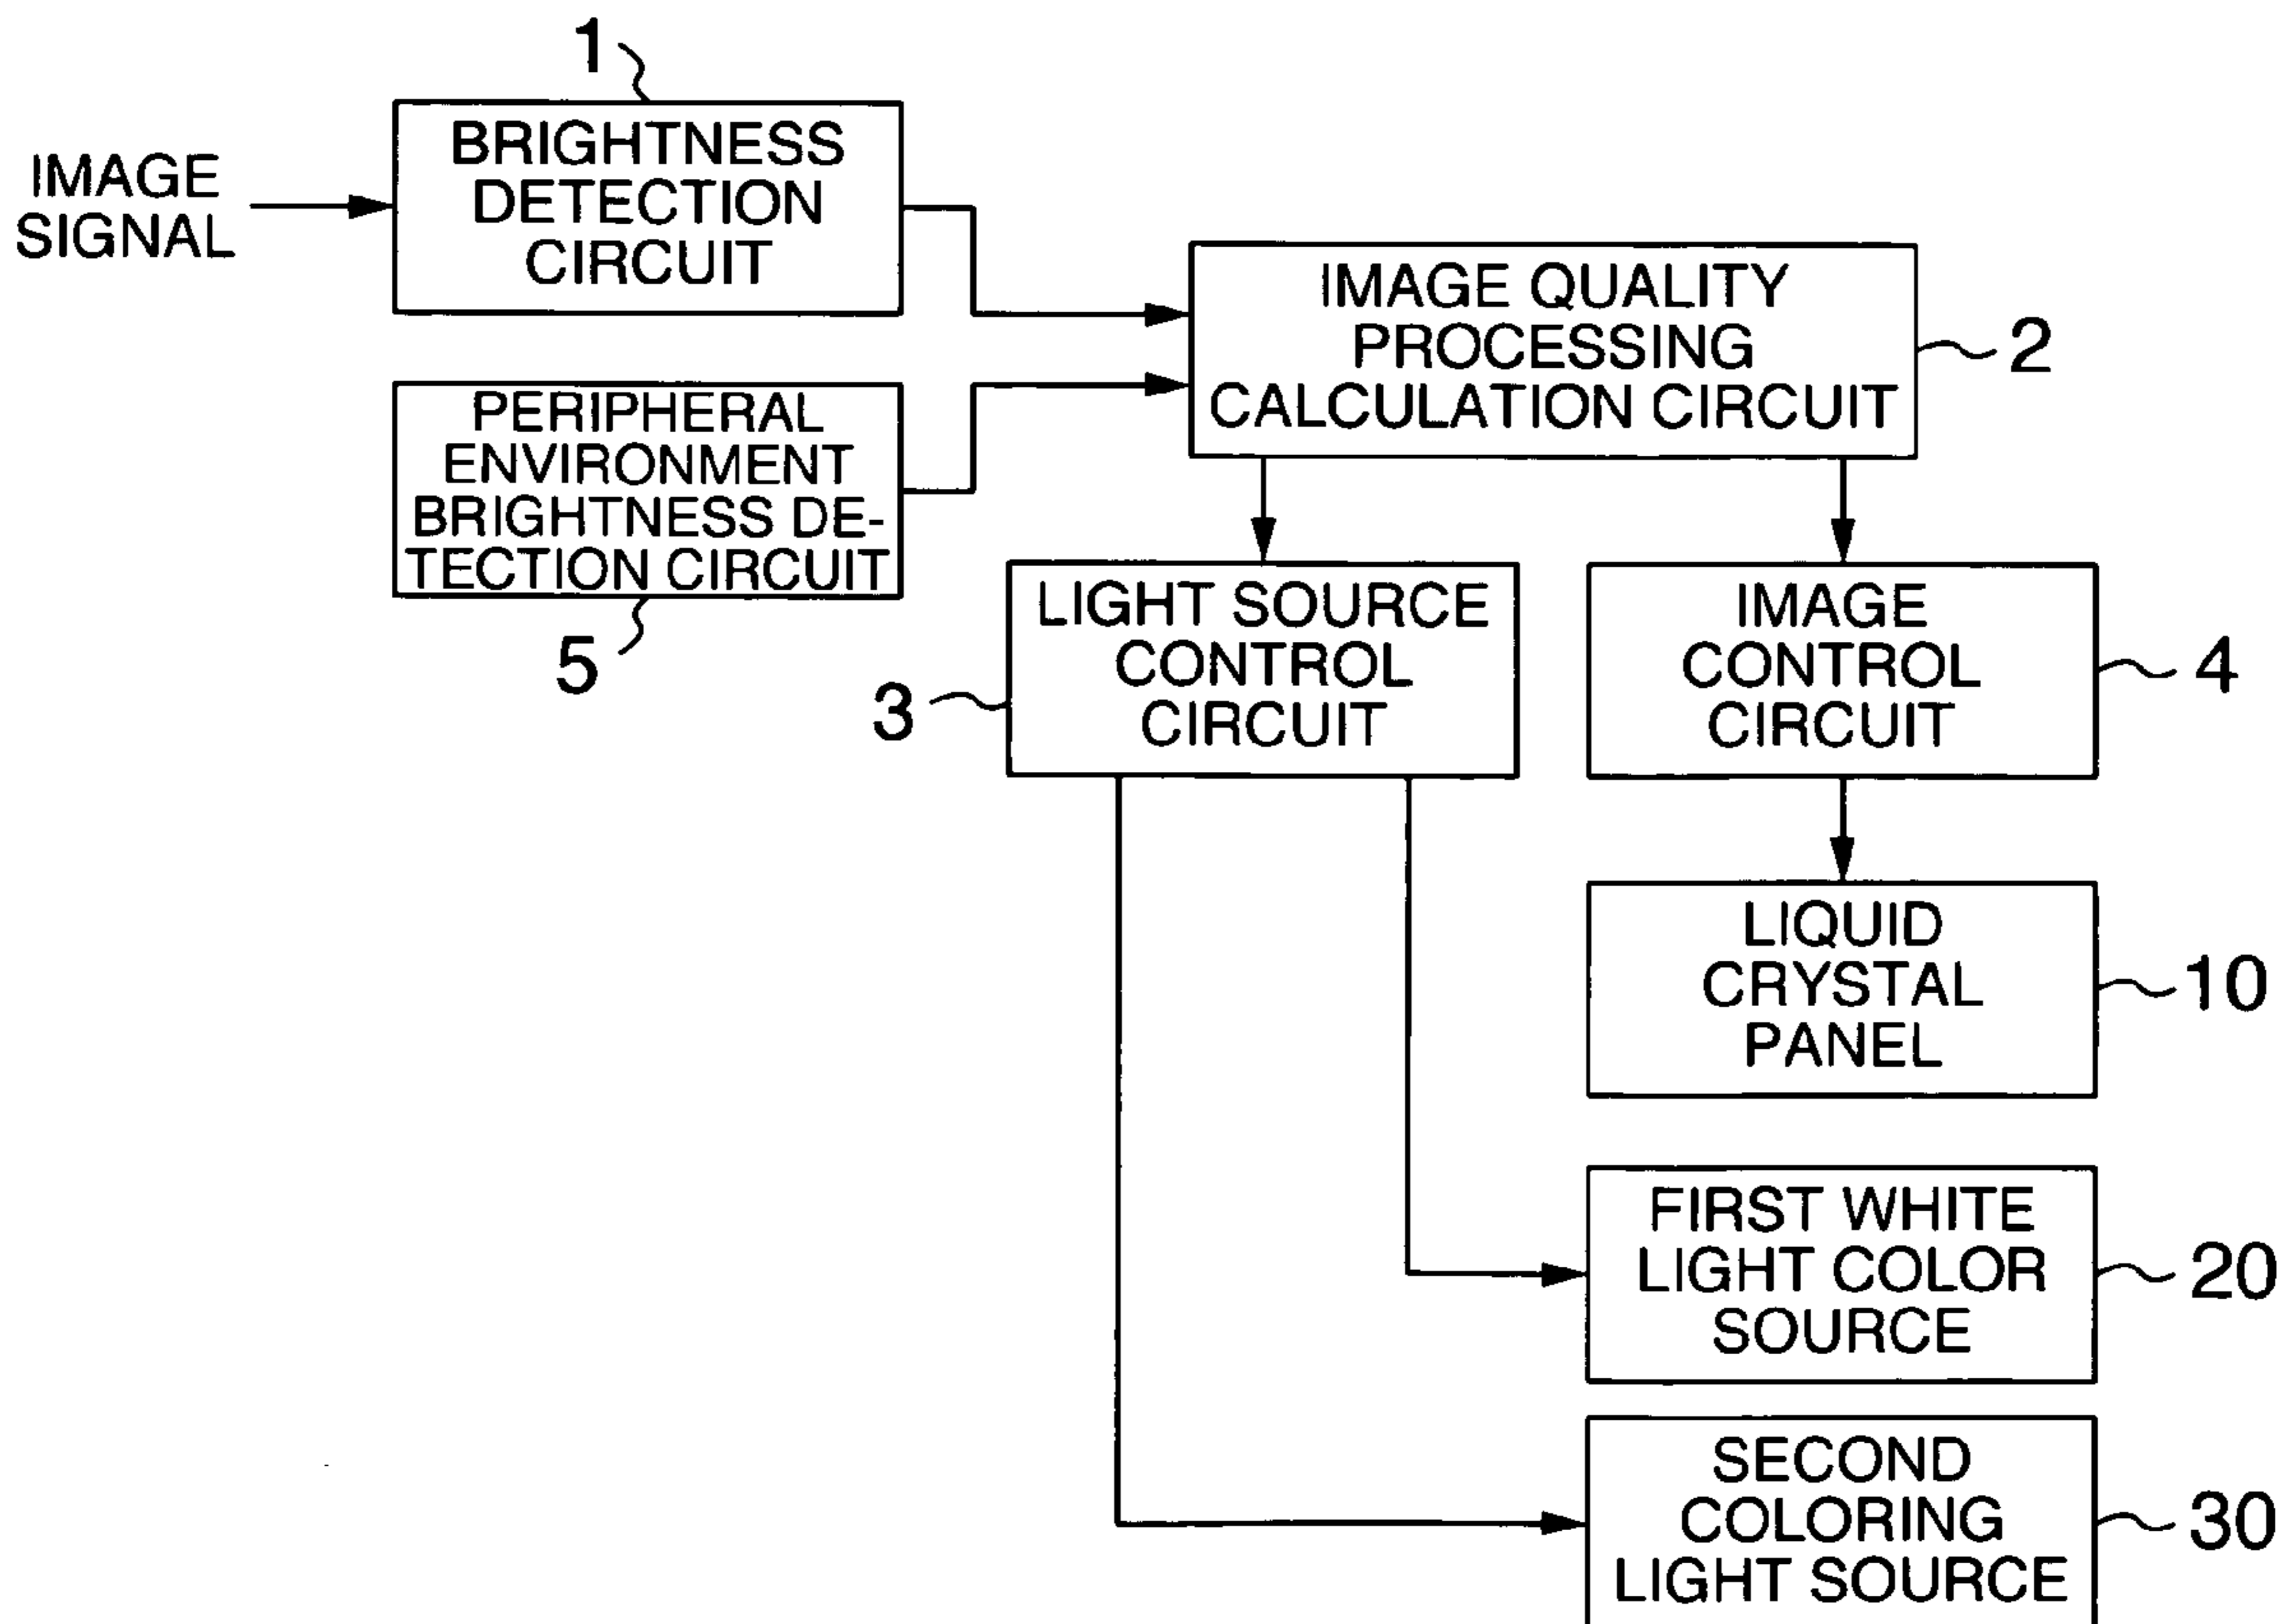 1
IMAGE
SIGNAL
BRIGHTNESS
DETECTION
CIRCUIT
IMAGE QUALITY
PROCESSING
CALCULATION CIRCUIT
2
PERIPHERAL
ENVIRONMENT
BRIGHTNESS DE-
TECTION CIRCUIT
5
LIGHT SOURCE
CONTROL
CIRCUIT
3
IMAGE
CONTROL
CIRCUIT
4
LIQUID
CRYSTAL
PANEL
10
FIRST WHITE
LIGHT COLOR
SOURCE
20
SECOND
COLORING
LIGHT SOURCE
30